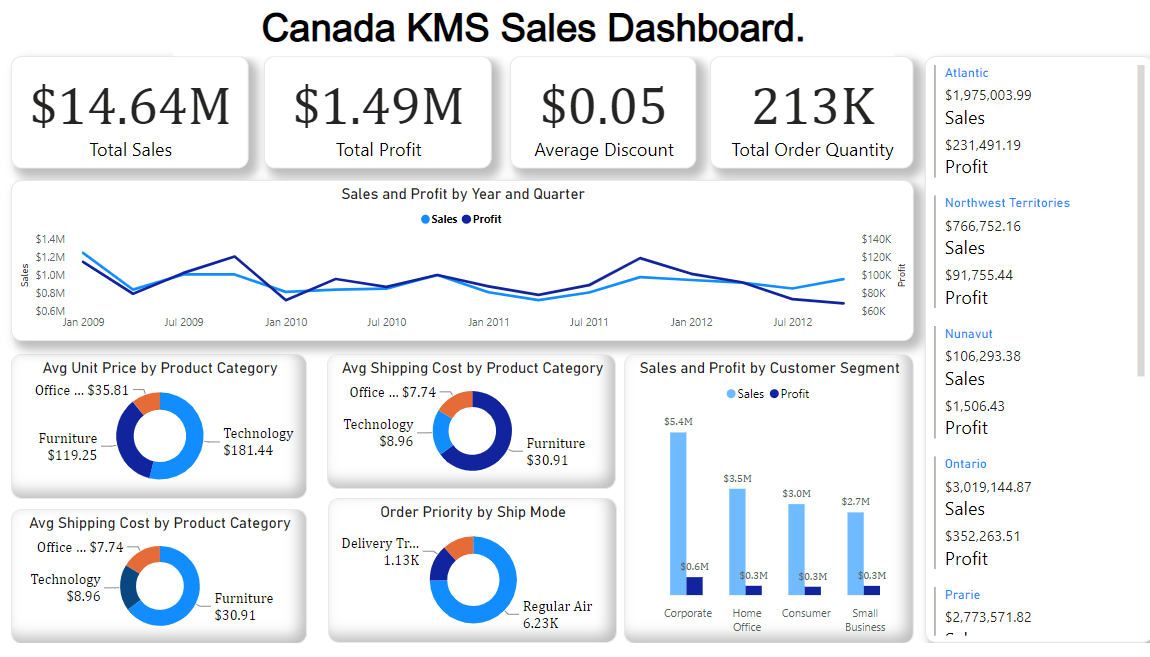 Canada KMS Sales Dashboard.
$14.64M
Total Sales
$1.49M
Total Profit
$0.05
Average Discount
213K
Total Order Quantity
Sales and Profit by Year and Quarter
Sales Profit
$1.4M
$1.2M
$1.0M
$0.8M
$0.6M
Sales
$140K
$120K
$100K
$80K
$60K
Profit
Jan 2009 Jul 2009 Jan 2010 Jul 2010 Jan 2011 Jul 2011 Jan 2012 Jul 2012
Avg Unit Price by Product Category
Office ... $35.81
Furniture
$119.25
Technology
$181.44
Avg Shipping Cost by Product Category
Office ... $7.74
Technology
$8.96
Furniture
$30.91
Sales and Profit by Customer Segment
Sales Profit
$5.4M
$3.5M
$3.0M
$2.7M
$0.6M
$0.3M
$0.3M
$0.3M
Corporate
Home
Office
Consumer
Small
Business
Avg Shipping Cost by Product Category
Office ... $7.74
Technology
$8.96
Furniture
$30.91
Order Priority by Ship Mode
Delivery Tr...
1.13K
Regular Air
6.23K
Atlantic
$1,975,003.99
Sales
$231,491.19
Profit
Northwest Territories
$766,752.16
Sales
$91,755.44
Profit
Nunavut
$106,293.38
Sales
$1,506.43
Profit
Ontario
$3,019,144.87
Sales
$352,263.51
Profit
Prarie
$2,773,571.82